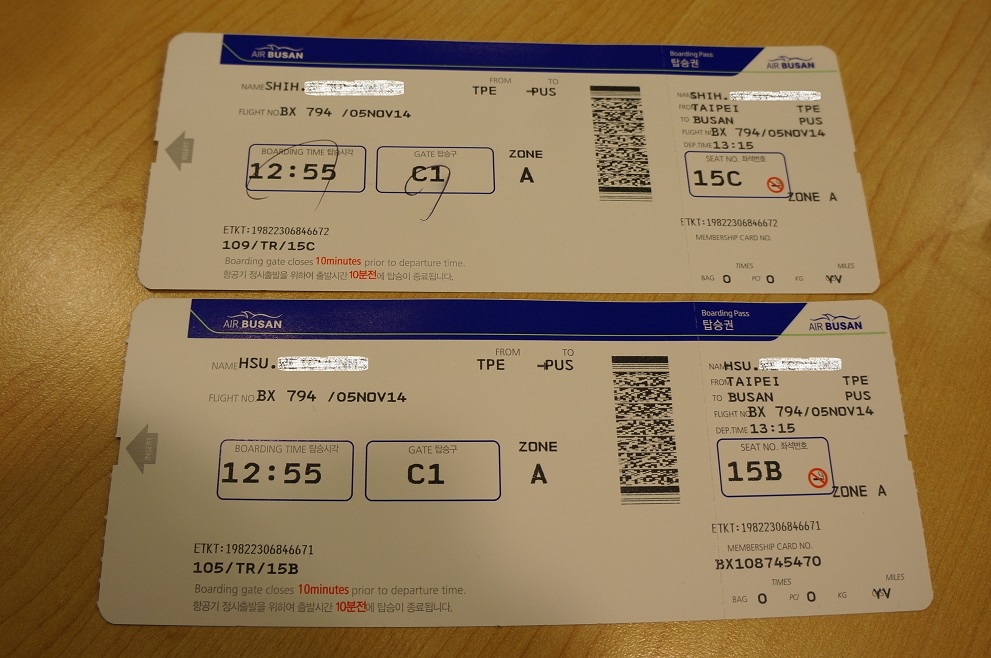 AIR BUSAN
Boarding Pass
탑승권
AIR BUSAN
NAME SHIH.
FROM TO
TPE →PUS
FLIGHT NO. BX 794 /05NOV14
BOARDING TIME 탑승시각
12:55
GATE 탑승구
C1
ZONE
A
ETKT:19822306846672
109/TR/15C
Boarding gate closes 10minutes prior to departure time.
항공기 정시출발을 위하여 출발시간 10분전에 탑승이 종료됩니다.
NAME SHIH.
FROM TAIPEI TPE
TO BUSAN PUS
FLIGHT NO. BX 794/05NOV14
DEP.TIME 13:15
SEAT NO. 좌석번호
15C
ZONE A
ETKT:19822306846672
MEMBERSHIP CARD NO.
TIMES MILES
BAG 0 PC/ 0 KG YV
AIR BUSAN
Boarding Pass
탑승권
AIR BUSAN
NAME HSU.
FROM TO
TPE →PUS
FLIGHT NO. BX 794 /05NOV14
BOARDING TIME 탑승시각
12:55
GATE 탑승구
C1
ZONE
A
ETKT:19822306846671
105/TR/15B
Boarding gate closes 10minutes prior to departure time.
항공기 정시출발을 위하여 출발시간 10분전에 탑승이 종료됩니다.
NAME HSU.
FROM TAIPEI TPE
TO BUSAN PUS
FLIGHT NO. BX 794/05NOV14
DEP.TIME 13:15
SEAT NO. 좌석번호
15B
ZONE A
ETKT:19822306846671
MEMBERSHIP CARD NO.
BX108745470
TIMES MILES
BAG 0 PC/ 0 KG YV